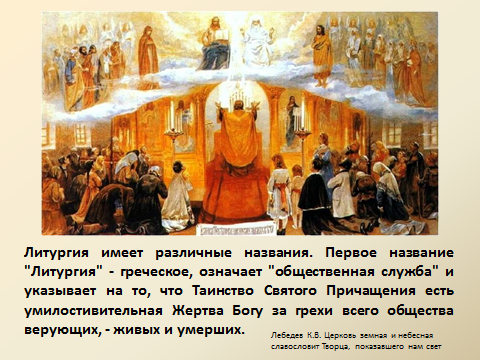 Литургия имеет различные названия. Первое название
"Литургия" - греческое, означает "общественная служба" и
указывает на то, что Таинство Святого Причащения есть
умилостивительная Жертва Богу за грехи всего общества
верующих, - живых и умерших.
Лебедев К.В. Церковь земная и небесная
славословит Творца, показавшего нам свет